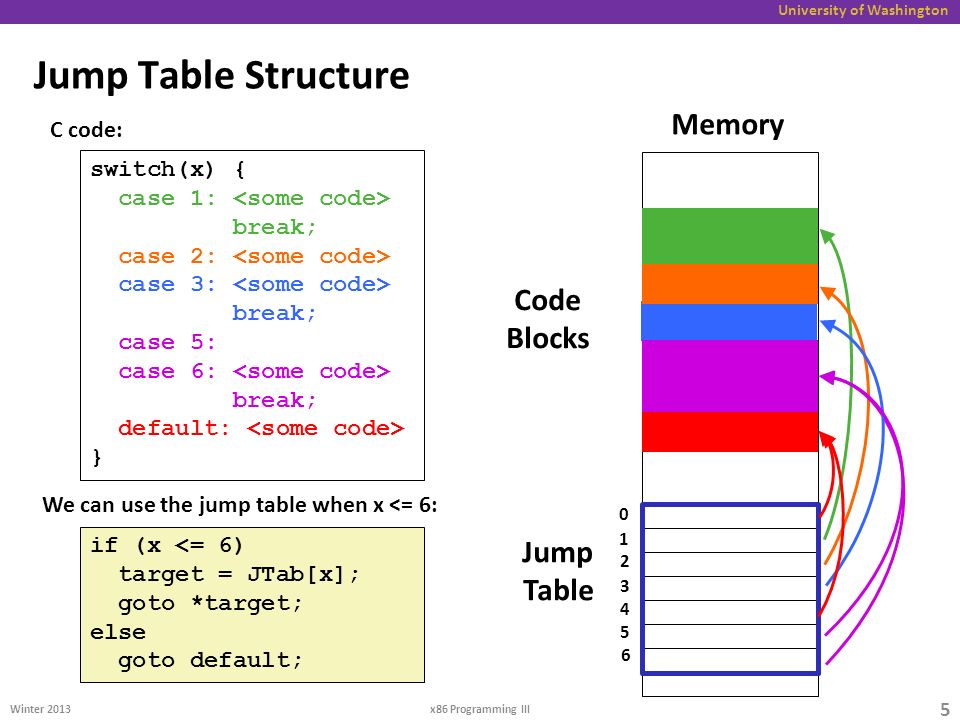 University of Washington
Jump Table Structure
C code:
switch(x) {
  case 1: <some code>
          break;
  case 2: <some code>
  case 3: <some code>
          break;
  case 5:
  case 6: <some code>
          break;
  default: <some code>
}
We can use the jump table when x <= 6:
if (x <= 6)
  target = JTab[x];
  goto *target;
else
  goto default;
Memory
Code
Blocks
Jump
Table
0
1
2
3
4
5
6
Winter 2013
x86 Programming III
5